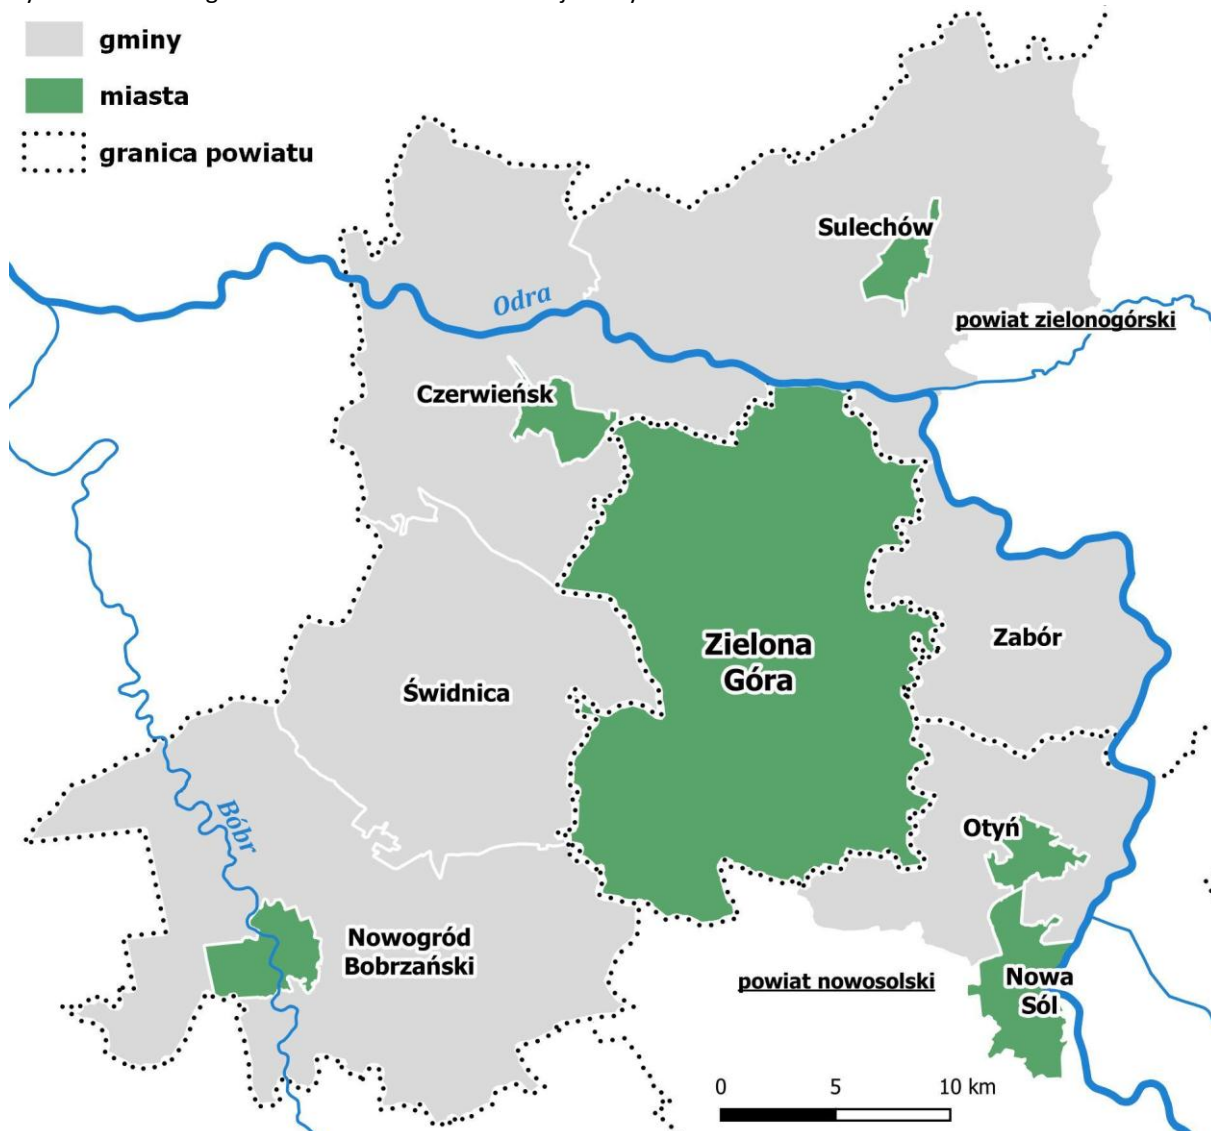 gminy
miasta
granica powiatu
Sulechów
Odra
powiat zielonogórski
Czerwieńsk
Zielona
Góra
Zabór
Świdnica
Bóbr
Otyń
Nowogród
Bobrzański
powiat nowosolski
Nowa
Sól
0 5 10 km